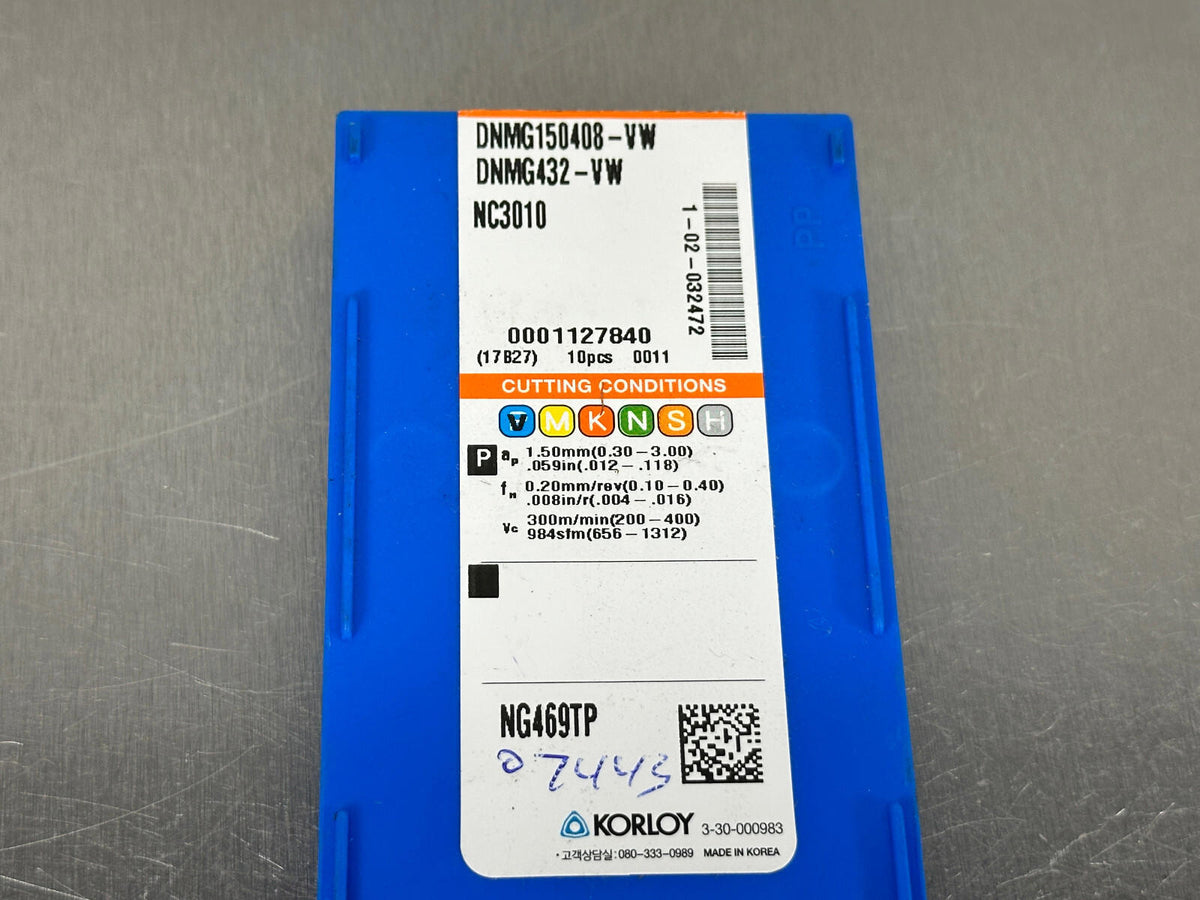 DNMG150408-VW
DNMG432-VW
NC3010
1-02-032472
PP
0001127840
(17B27) 10pcs 0011
CUTTING CONDITIONS
M K N S H
P ap 1.50mm(0.30-3.00)
.059in(.012-.118)
fn 0.20mm/rev(0.10-0.40)
.008in/r(.004-.016)
Vc 300m/min(200-400)
984sfm(656-1312)
NG469TP
07443
KORLOY 3-30-000983
·고객상담실:080-333-0989 MADE IN KOREA